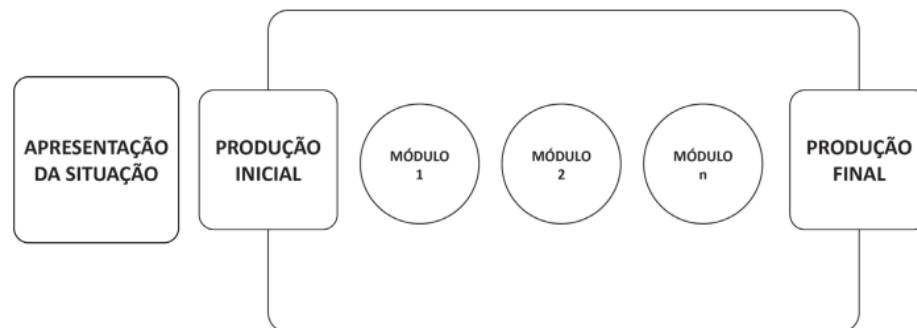 APRESENTAÇÃO
DA SITUAÇÃO
PRODUÇÃO
INICIAL
MÓDULO
1
MÓDULO
2
MÓDULO
n
PRODUÇÃO
FINAL